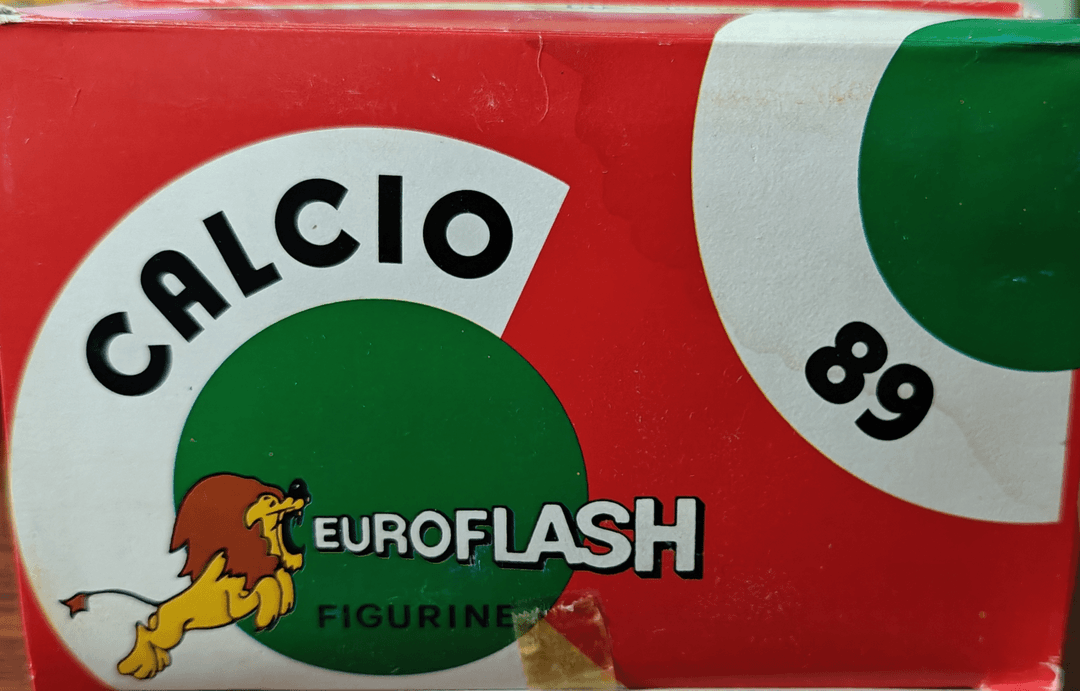 CALCIO
89
EUROFLASH
FIGURINE